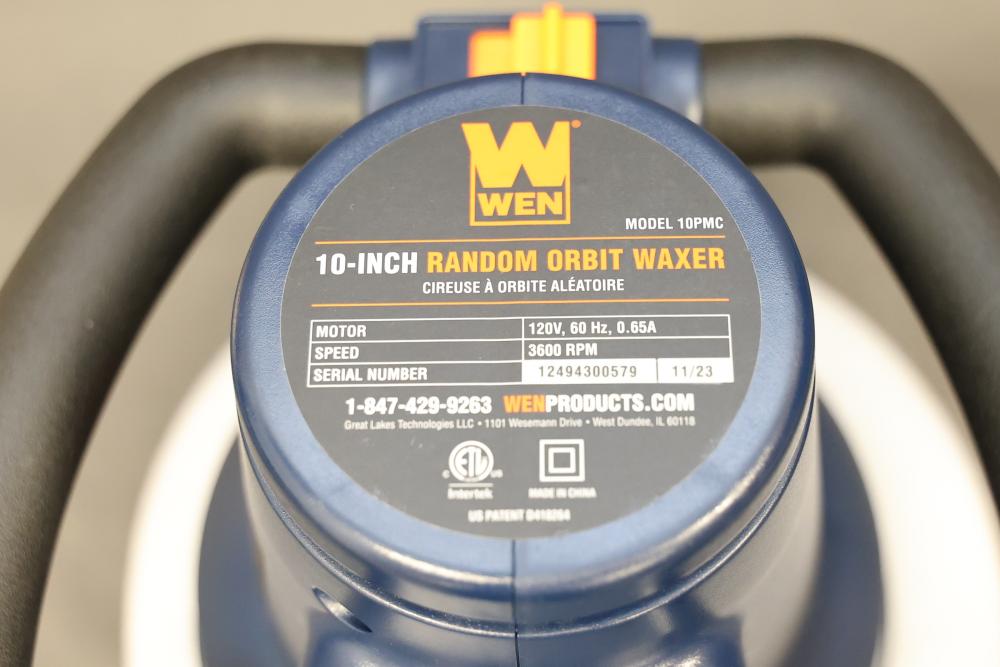 W
WEN
MODEL 10PMC
10-INCH RANDOM ORBIT WAXER
CIREUSE À ORBITE ALÉATOIRE
MOTOR 120V, 60 Hz, 0.65A
SPEED 3600 RPM
SERIAL NUMBER 12494300579 11/23
1-847-429-9263 WENPRODUCTS.COM
Great Lakes Technologies LLC • 1101 Wesemann Drive • West Dundee, IL 60118
C ETL US
Intertek MADE IN CHINA
US PATENT D418264